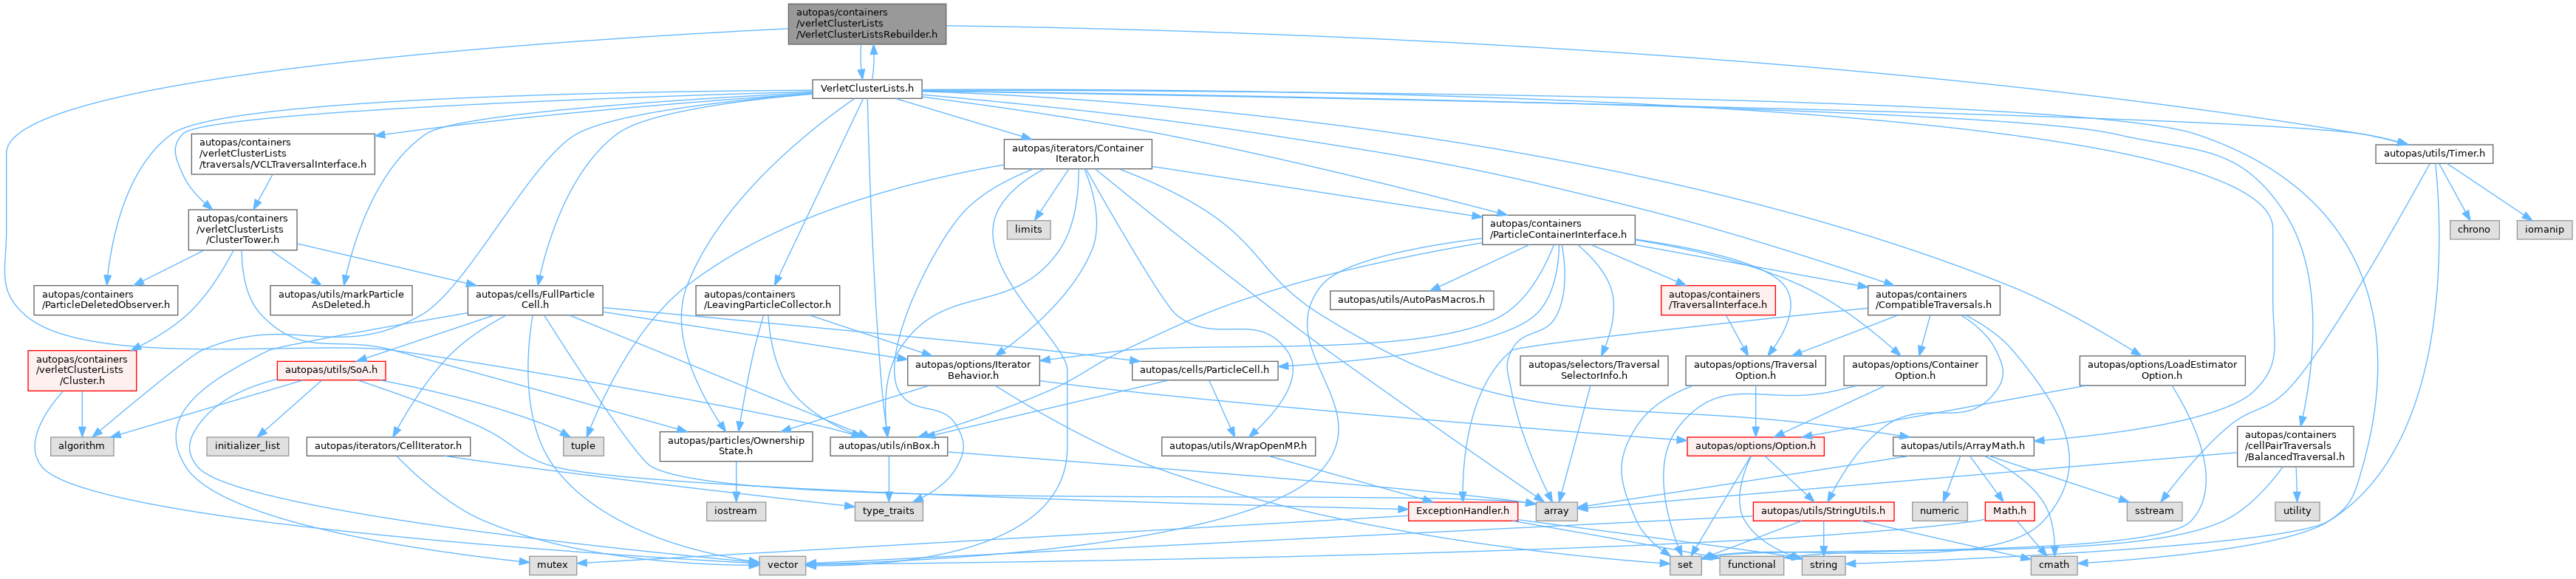 autopas/containers
/verletClusterLists
/VerletClusterListsRebuilder.h
VerletClusterLists.h
autopas/containers
/verletClusterLists
/traversals/VCLTraversalInterface.h
autopas/iterators/Container
Iterator.h
autopas/utils/Timer.h
autopas/containers
/verletClusterLists
/ClusterTower.h
limits
autopas/containers
/ParticleContainerInterface.h
chrono
iomanip
autopas/containers
/ParticleDeletedObserver.h
autopas/utils/markParticle
AsDeleted.h
autopas/cells/FullParticle
Cell.h
autopas/containers
/LeavingParticleCollector.h
autopas/utils/AutoPasMacros.h
autopas/containers
/TraversalInterface.h
autopas/containers
/CompatibleTraversals.h
autopas/containers
/verletClusterLists
/Cluster.h
autopas/utils/SoA.h
autopas/options/Iterator
Behavior.h
autopas/cells/ParticleCell.h
autopas/selectors/Traversal
SelectorInfo.h
autopas/options/Traversal
Option.h
autopas/options/Container
Option.h
autopas/options/LoadEstimator
Option.h
algorithm
initializer_list
autopas/iterators/CellIterator.h
tuple
autopas/particles/Ownership
State.h
autopas/utils/inBox.h
autopas/utils/WrapOpenMP.h
autopas/options/Option.h
autopas/utils/ArrayMath.h
autopas/containers
/cellPairTraversals
/BalancedTraversal.h
iostream
type_traits
ExceptionHandler.h
array
autopas/utils/StringUtils.h
numeric
Math.h
sstream
utility
mutex
vector
set
functional
string
cmath